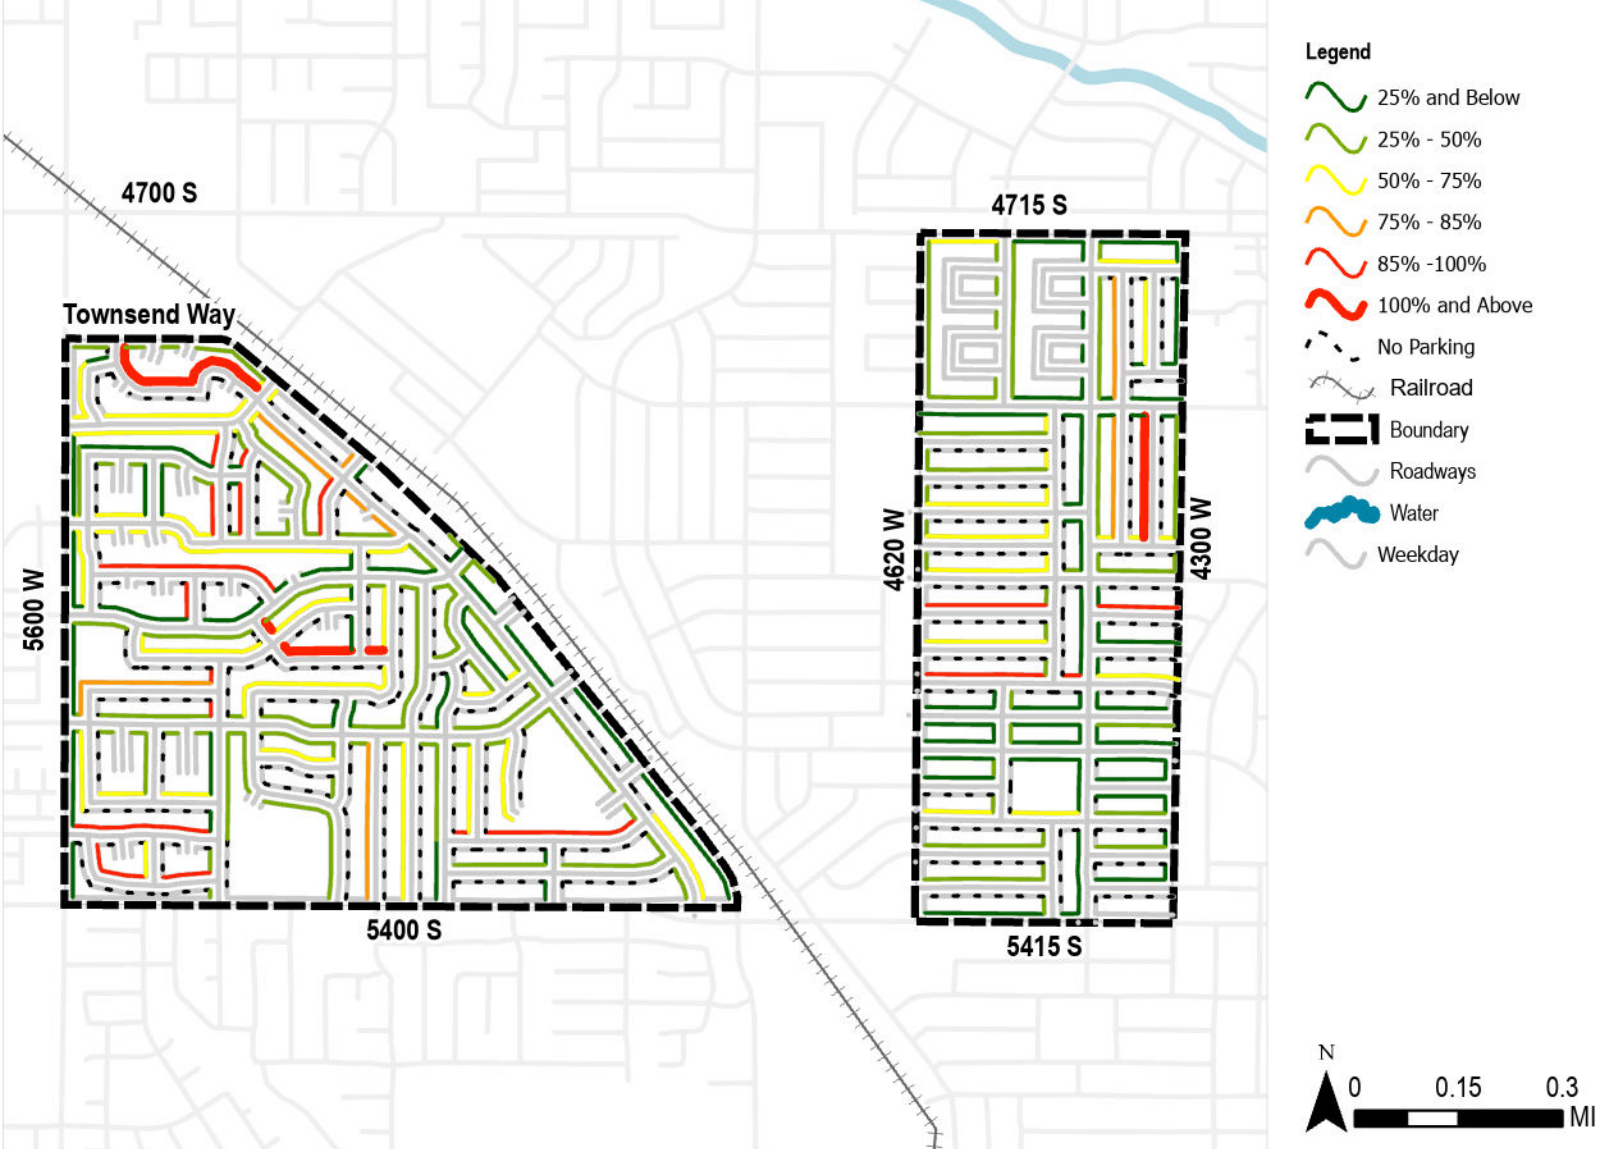 Legend
25% and Below
25% - 50%
50% - 75%
75% - 85%
85% -100%
100% and Above
No Parking
Railroad
Boundary
Roadways
Water
Weekday
4700 S
4715 S
Townsend Way
5600 W
4620 W
4300 W
5400 S
5415 S
N
0 0.15 0.3
MI